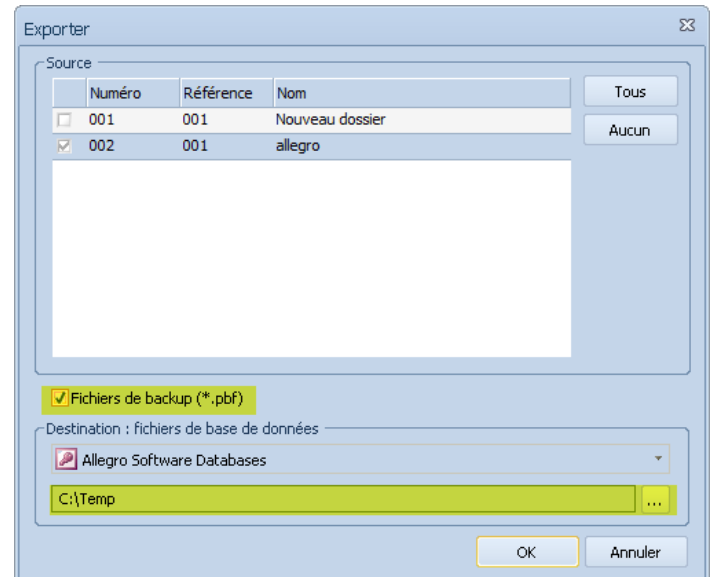 Exporter
Source
Numéro Référence Nom
Tous
001 001 Nouveau dossier
Aucun
002 001 allegro
Fichiers de backup (*.pbf)
Destination : fichiers de base de données
Allegro Software Databases
C:\Temp ...
OK Annuler